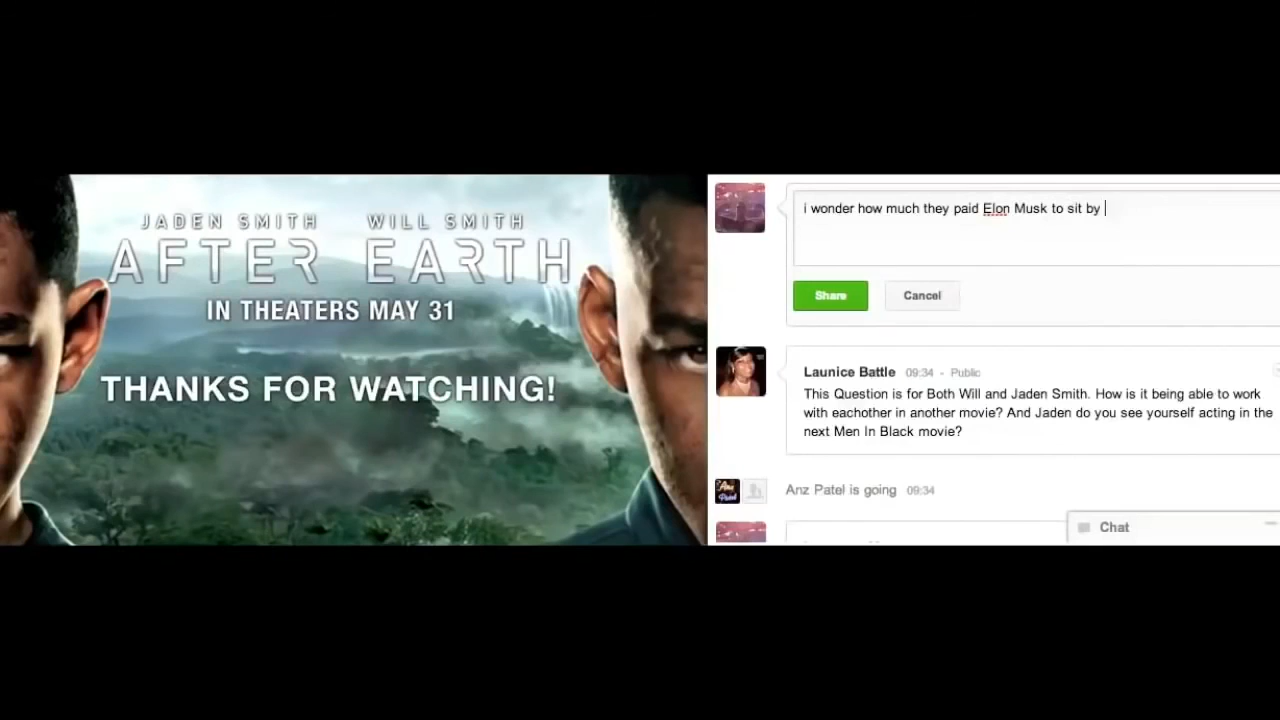 JADEN SMITH WILL SMITH
AFTER EARTH
IN THEATERS MAY 31
THANKS FOR WATCHING!
i wonder how much they paid Elon Musk to sit by
Share Cancel
Launice Battle 09:34 - Public
This Question is for Both Will and Jaden Smith. How is it being able to work
with eachother in another movie? And Jaden do you see yourself acting in the
next Men In Black movie?
Anz Patel is going 09:34
Chat